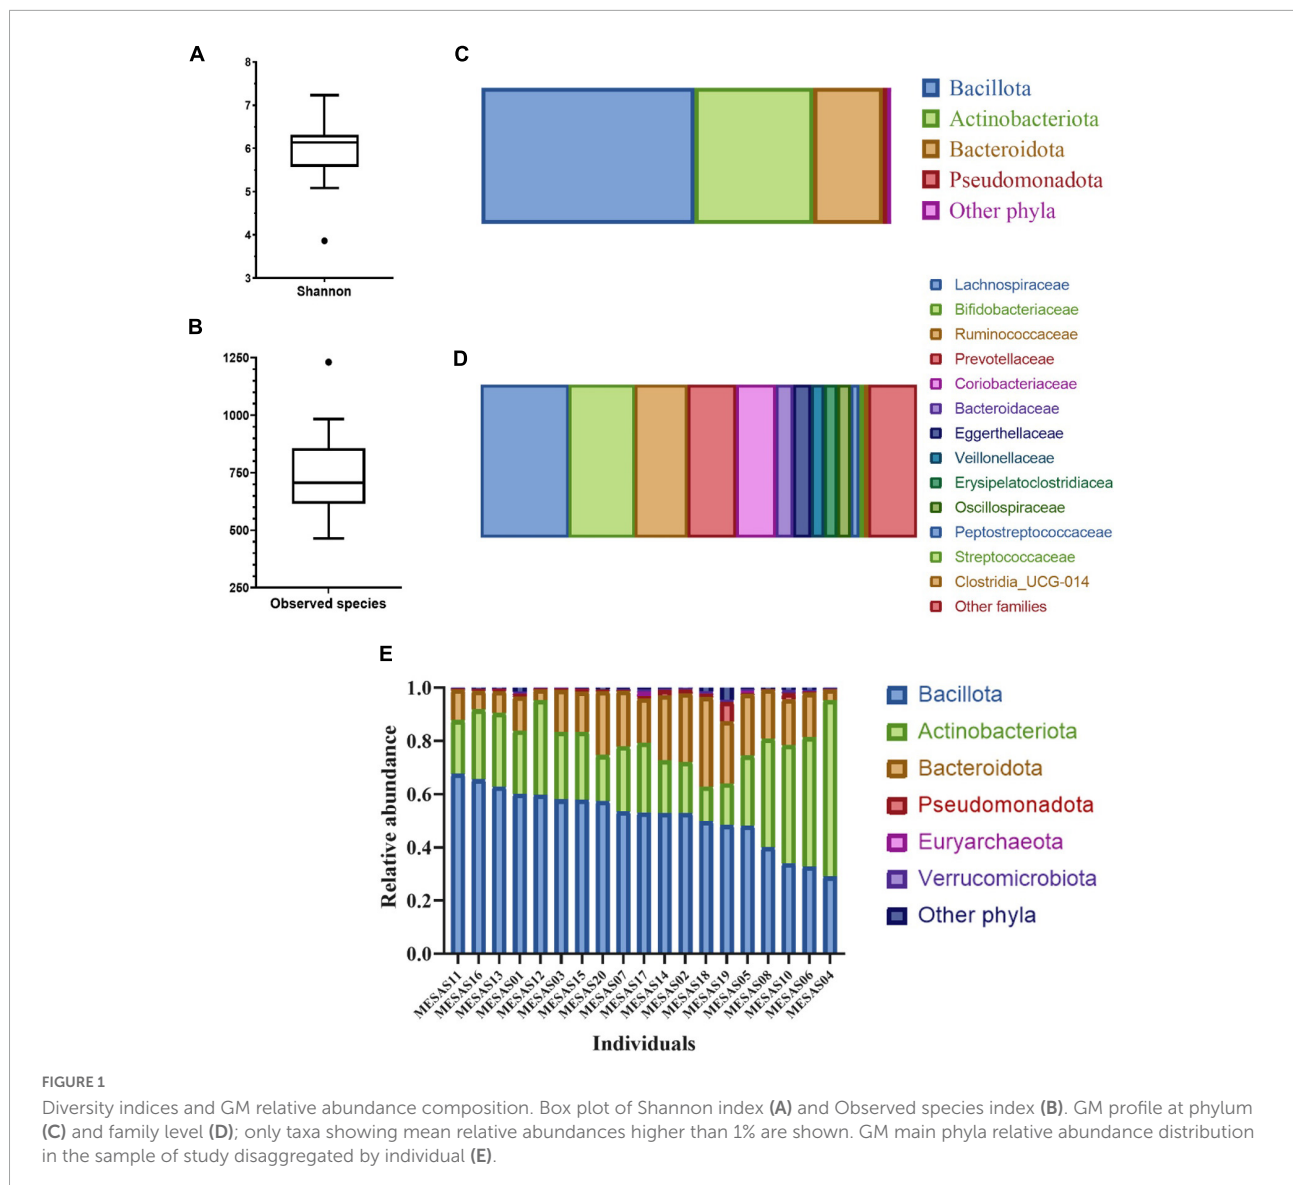 A
8
7
6
5
4
3
Shannon
B
1250
1000
750
500
250
Observed species
C
Bacillota
Actinobacteriota
Bacteroidota
Pseudomonadota
Other phyla
D
Lachnospiraceae
Bifidobacteriaceae
Ruminococcaceae
Prevotellaceae
Coriobacteriaceae
Bacteroidaceae
Eggerthellaceae
Veillonellaceae
Erysipelatoclostridiacea
Oscillospiraceae
Peptostreptococcaceae
Streptococcaceae
Clostridia_UCG-014
Other families
E
Relative abundance
1.0
0.8
0.6
0.4
0.2
0.0
MESAS11
MESAS16
MESAS13
MESAS01
MESAS12
MESAS03
MESAS15
MESAS20
MESAS07
MESAS17
MESAS14
MESAS02
MESAS18
MESAS19
MESAS05
MESAS08
MESAS10
MESAS06
MESAS04
Individuals
Bacillota
Actinobacteriota
Bacteroidota
Pseudomonadota
Euryarchaeota
Verrucomicrobiota
Other phyla
FIGURE 1
Diversity indices and GM relative abundance composition. Box plot of Shannon index (A) and Observed species index (B). GM profile at phylum
(C) and family level (D); only taxa showing mean relative abundances higher than 1% are shown. GM main phyla relative abundance distribution
in the sample of study disaggregated by individual (E).